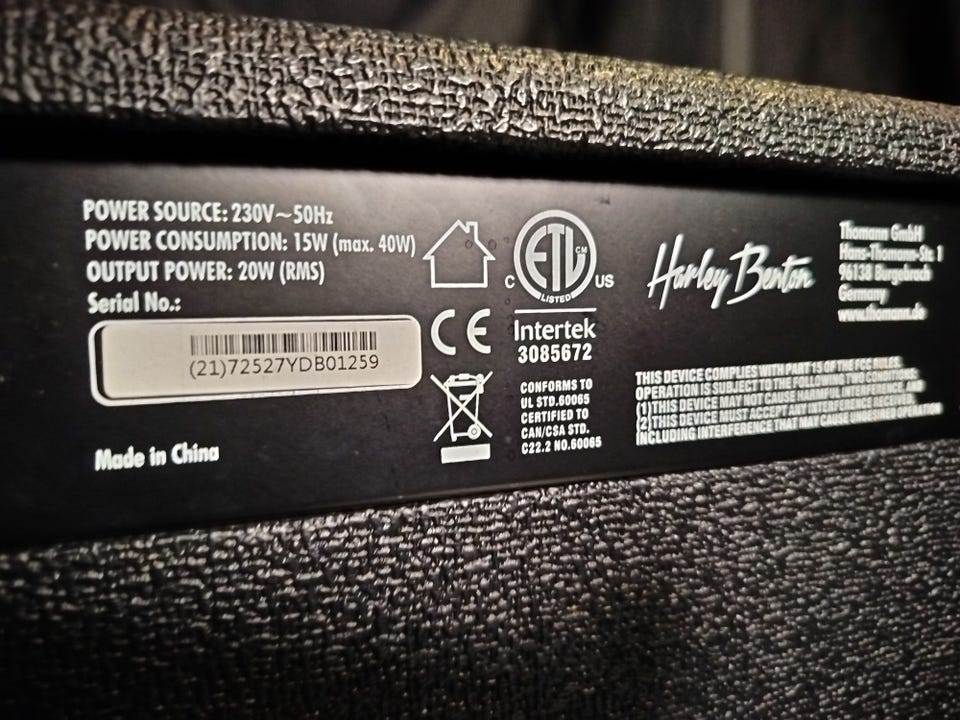 POWER SOURCE: 230V~50Hz
POWER CONSUMPTION: 15W (max. 40W)
OUTPUT POWER: 20W (RMS)
Serial No.:
(21)72527YDB01259
Made in China
C ETL CM US
LISTED
Intertek
3085672
CONFORMS TO
UL STD.60065
CERTIFIED TO
CAN/CSA STD.
C22.2 NO.60065
CE
Harley Benton
Thomann GmbH
Hans-Thomann-Str. 1
96138 Burgebrach
Germany
www.thomann.de
THIS DEVICE COMPLIES WITH PART 15 OF THE FCC RULES.
OPERATION IS SUBJECT TO THE FOLLOWING TWO CONDITIONS:
(1) THIS DEVICE MAY NOT CAUSE HARMFUL INTERFERENCE, AND
(2) THIS DEVICE MUST ACCEPT ANY INTERFERENCE RECEIVED,
INCLUDING INTERFERENCE THAT MAY CAUSE UNDESIRED OPERATION